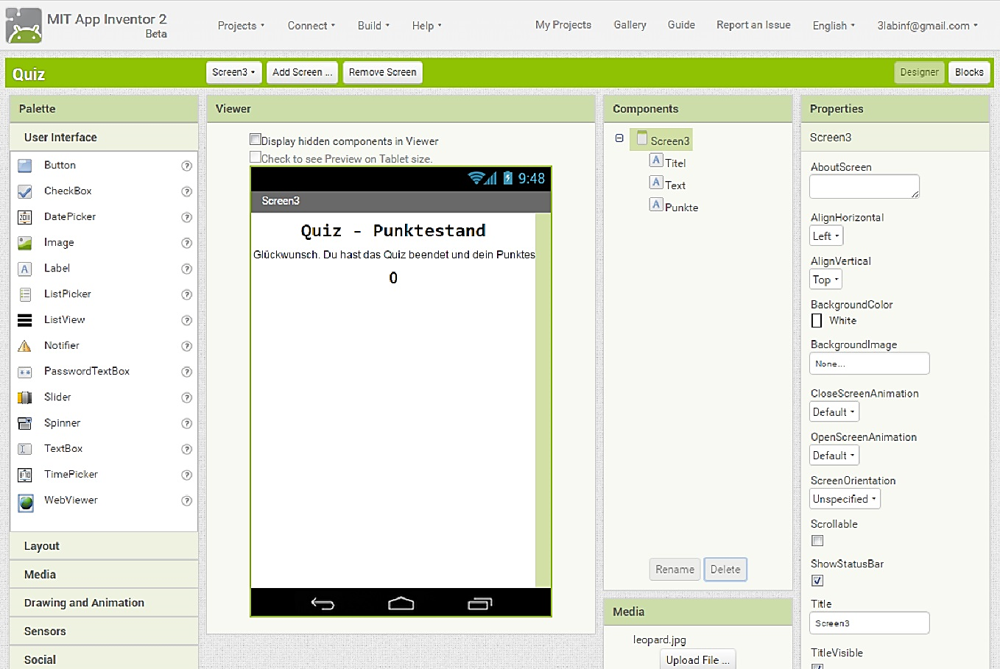 MIT App Inventor 2
Beta
Projects
Connect
Build
Help
My Projects
Gallery
Guide
Report an Issue
English
3labinf@gmail.com
Quiz
Screen3
Add Screen ...
Remove Screen
Designer
Blocks
Palette
User Interface
Button
?
CheckBox
?
DatePicker
?
Image
?
Label
?
ListPicker
?
ListView
?
Notifier
?
PasswordTextBox
?
Slider
?
Spinner
?
TextBox
?
TimePicker
?
WebViewer
?
Layout
Media
Drawing and Animation
Sensors
Social
Viewer
Display hidden components in Viewer
Check to see Preview on Tablet size.
9:48
Screen3
Quiz - Punktestand
Glückwunsch. Du hast das Quiz beendet und dein Punktes
0
Components
Screen3
A Titel
A Text
A Punkte
Rename
Delete
Media
leopard.jpg
Upload File ...
Properties
Screen3
AboutScreen
AlignHorizontal
Left
AlignVertical
Top
BackgroundColor
White
BackgroundImage
None...
CloseScreenAnimation
Default
OpenScreenAnimation
Default
ScreenOrientation
Unspecified
Scrollable
ShowStatusBar
Title
Screen3
TitleVisible